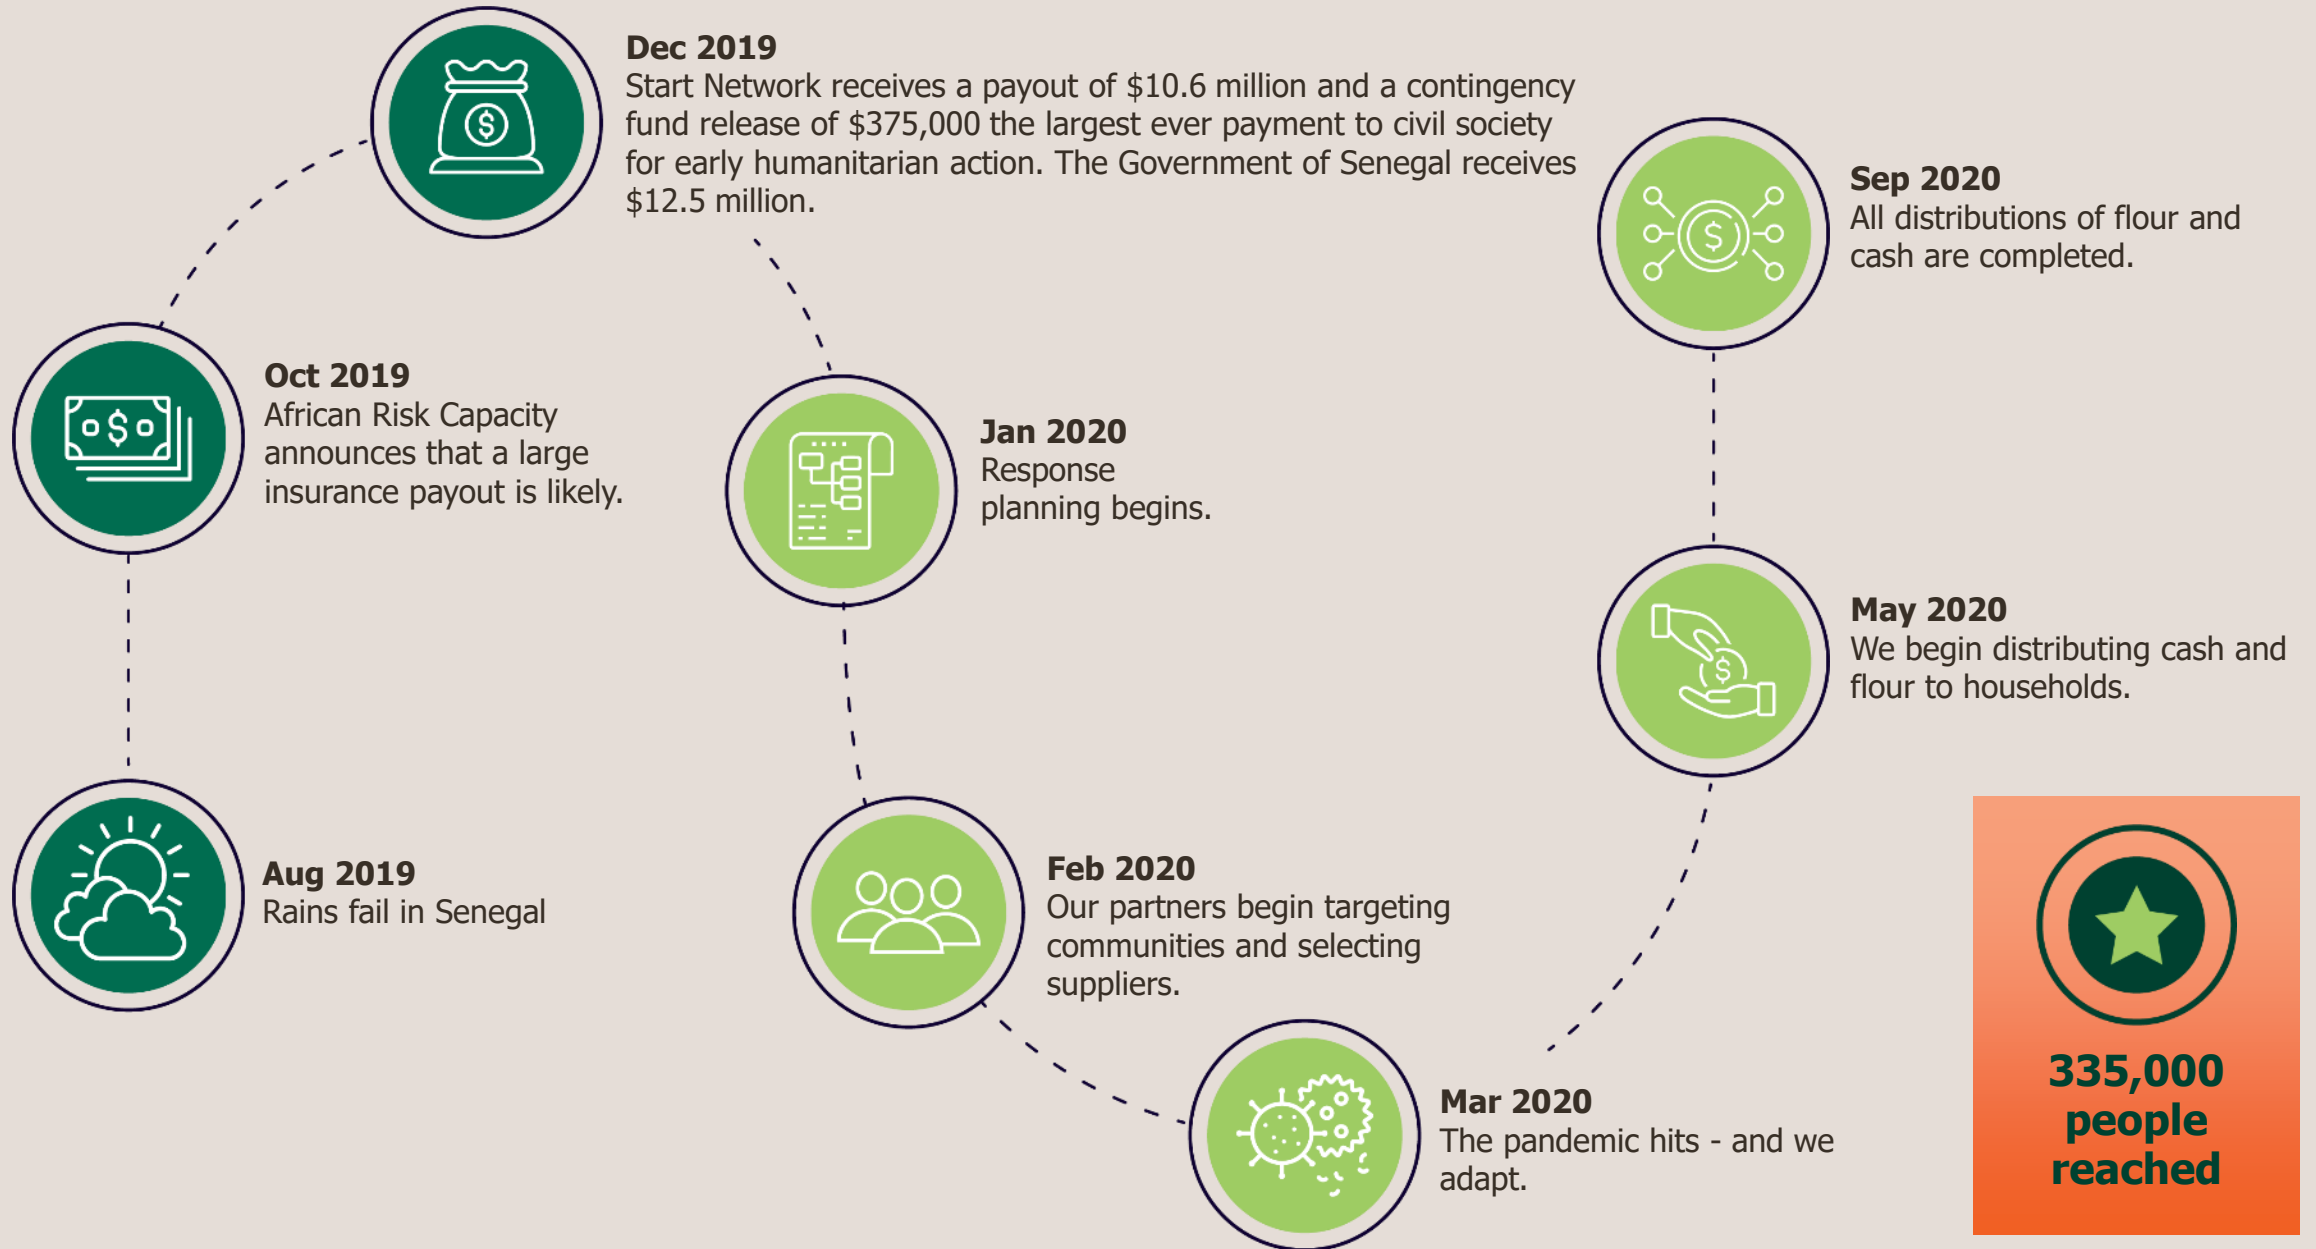 Dec 2019
Start Network receives a payout of $10.6 million and a contingency
fund release of $375,000 the largest ever payment to civil society
for early humanitarian action. The Government of Senegal receives
$12.5 million.
Sep 2020
All distributions of flour and
cash are completed.
Oct 2019
African Risk Capacity
announces that a large
insurance payout is likely.
Jan 2020
Response
planning begins.
May 2020
We begin distributing cash and
flour to households.
Aug 2019
Rains fail in Senegal
Feb 2020
Our partners begin targeting
communities and selecting
suppliers.
Mar 2020
The pandemic hits - and we
adapt.
335,000
people
reached